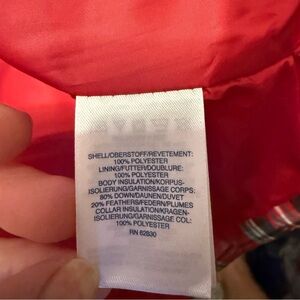 SHELL/OBERSTOFF/REVETEMENT:
100% POLYESTER
LINING/FUTTER/DOUBLURE:
100% POLYESTER
BODY INSULATION/KORPUS-
ISOLIERUNG/GARNISSAGE CORPS:
80% DOWN/DAUNEN/DUVET
20% FEATHERS/FEDERN/PLUMES
COLLAR INSULATION/KRAGEN-
ISOLIERUNG/GARNISSAGE COL:
100% POLYESTER
RN 62830